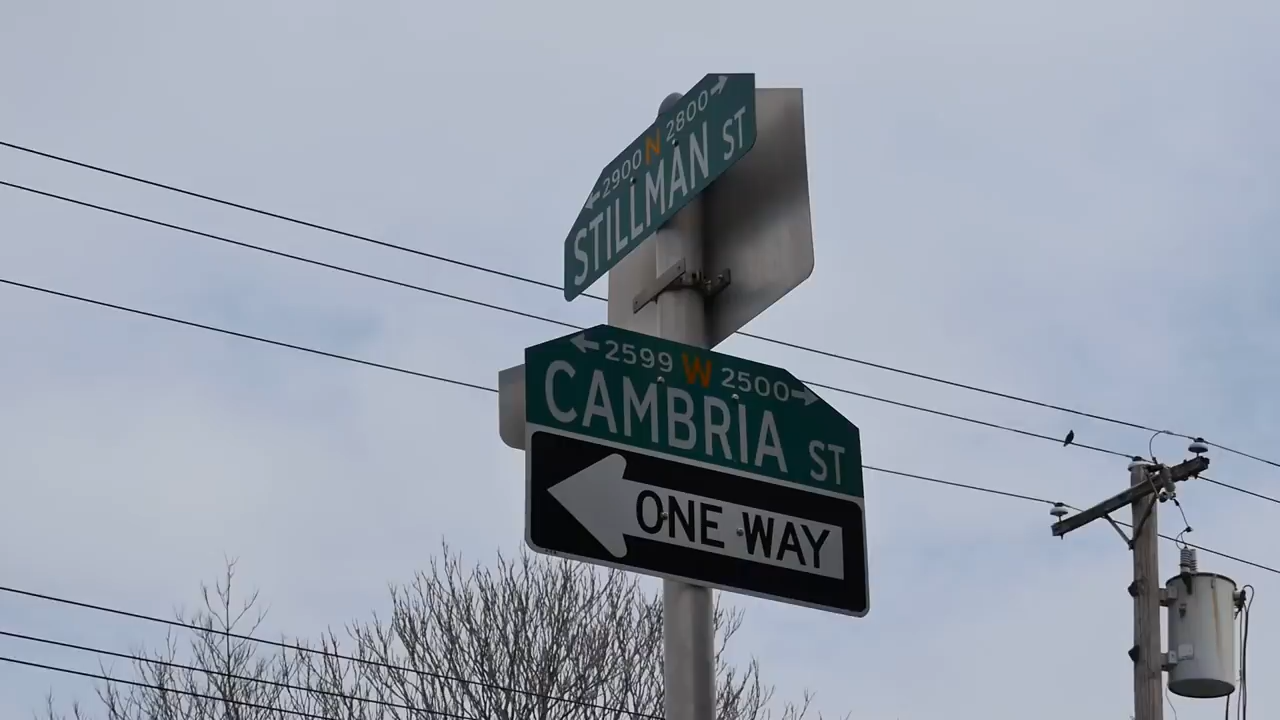 ← 2900 N 2800 →
STILLMAN ST
← 2599 W 2500 →
CAMBRIA ST
ONE WAY